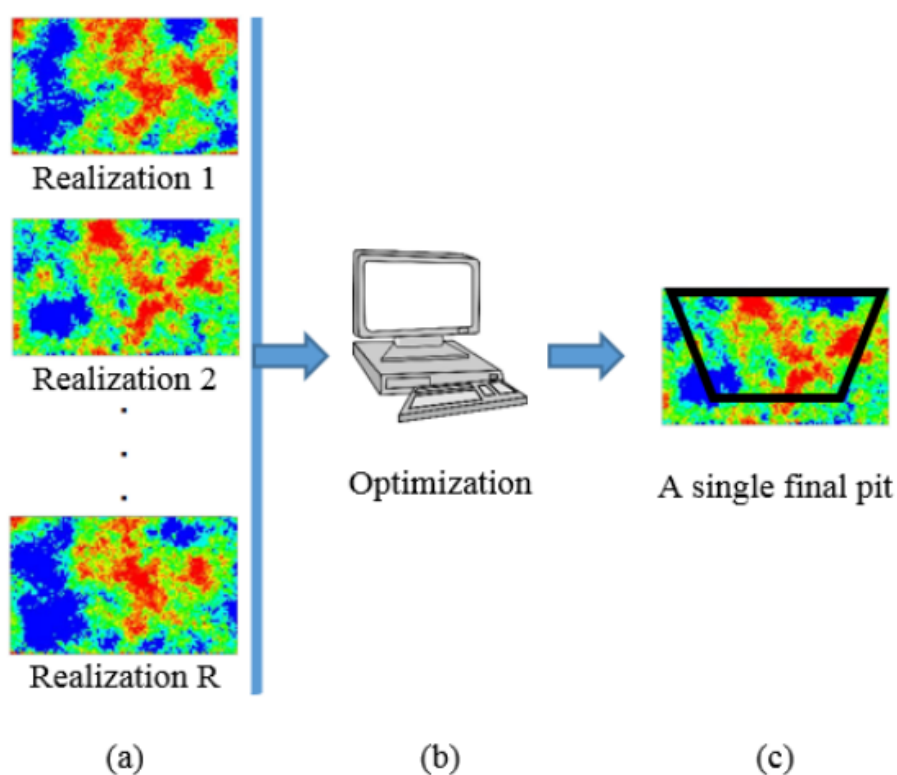 Realization 1
Realization 2
.
.
.
Optimization
A single final pit
Realization R
(a)
(b)
(c)